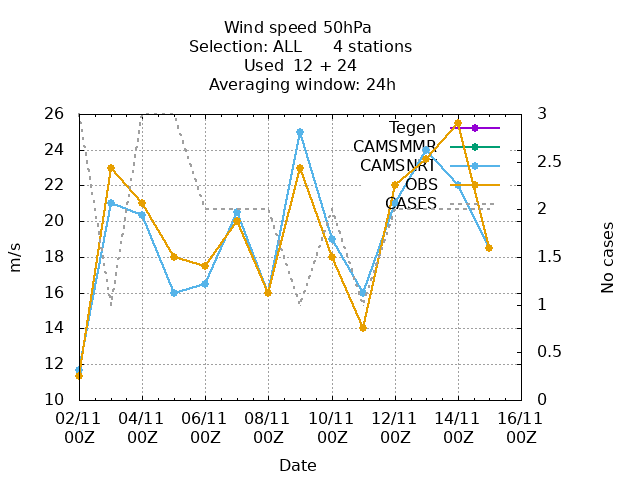 Wind speed 50hPa
Selection: ALL 4 stations
Used 12 + 24
Averaging window: 24h
26 3
Tegen
24
CAMSMMR
2.5
CAMSNRT
22
OBS
CASES 2
20
m/s
18 1.5
No cases
16
1
14
12 0.5
10 0
02/11 04/11 06/11 08/11 10/11 12/11 14/11 16/11
00Z 00Z 00Z 00Z 00Z 00Z 00Z 00Z
Date